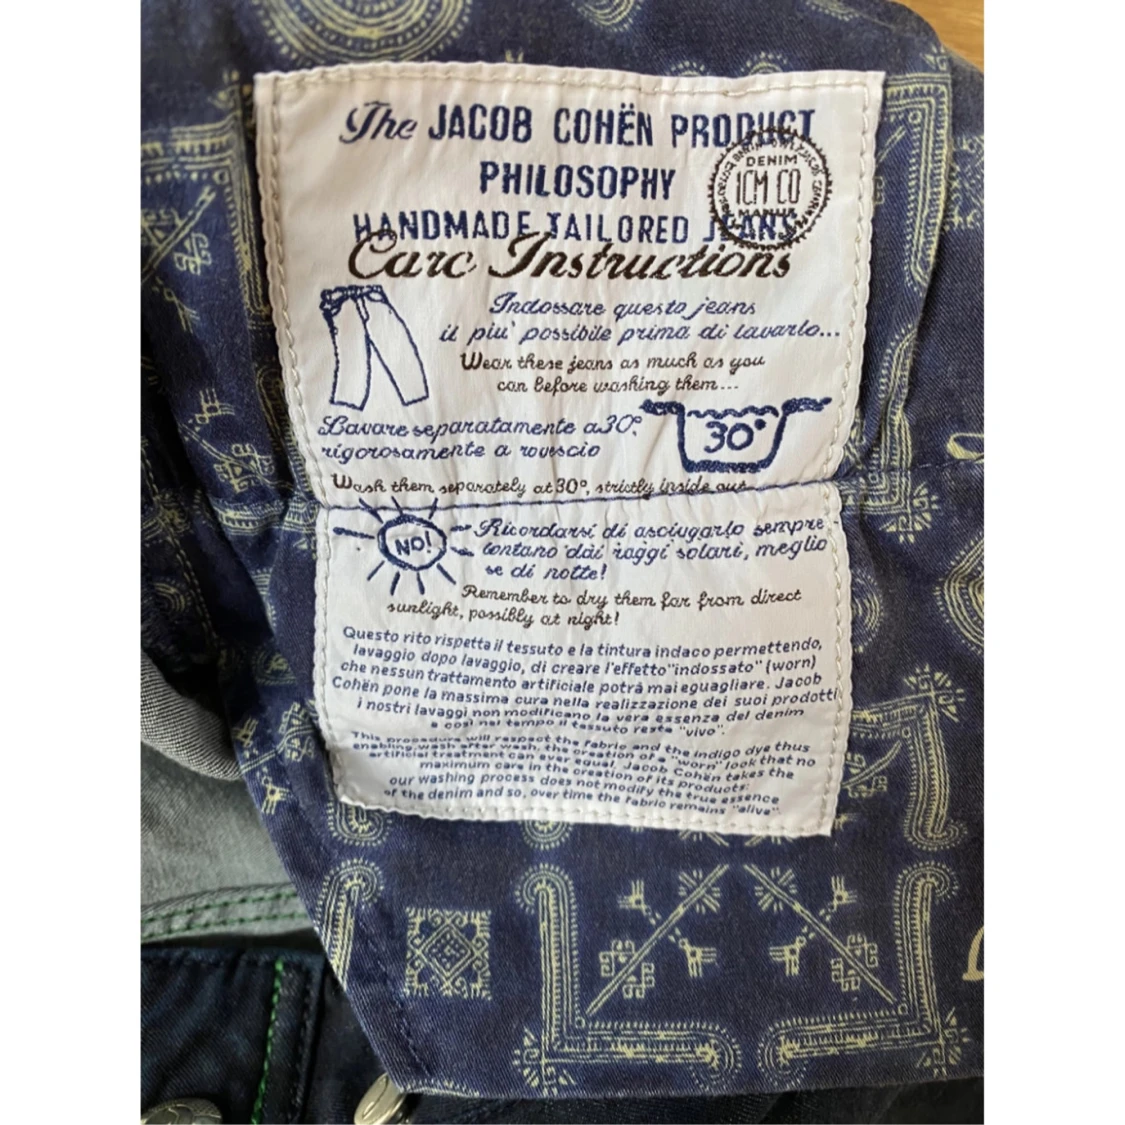 The JACOB COHËN PRODUCT
PHILOSOPHY
HANDMADE TAILORED JEANS
DENIM
JCM CO
Care Instructions
Indossare questo jeans
il piu' possibile prima di lavarlo...
Wear these jeans as much as you
can before washing them...
Lavare separatamente a 30°,
rigorosamente a rovescio
30°
Wash them separately at 30°, strictly inside out
NO!
Ricordarsi di asciugarlo sempre
lontano dai raggi solari, meglio
se di notte!
Remember to dry them far from direct
sunlight, possibly at night!
Questo rito rispetta il tessuto e la tintura indaco permettendo,
lavaggio dopo lavaggio, di creare l'effetto "indossato" (worn)
che nessun trattamento artificiale potrà mai eguagliare. Jacob
Cohën pone la massima cura nella realizzazione dei suoi prodotti
i nostri lavaggi non modificano la vera essenza del denim
e così nel tempo il tessuto resta "vivo".
This procedure will respect the fabric and the indigo dye thus
enabling, wash after wash, the creation of a "worn" look that no
artificial treatment can ever equal. Jacob Cohën takes the
maximum care in the creation of its products:
our washing process does not modify the true essence
of the denim and so, over time the fabric remains "alive".